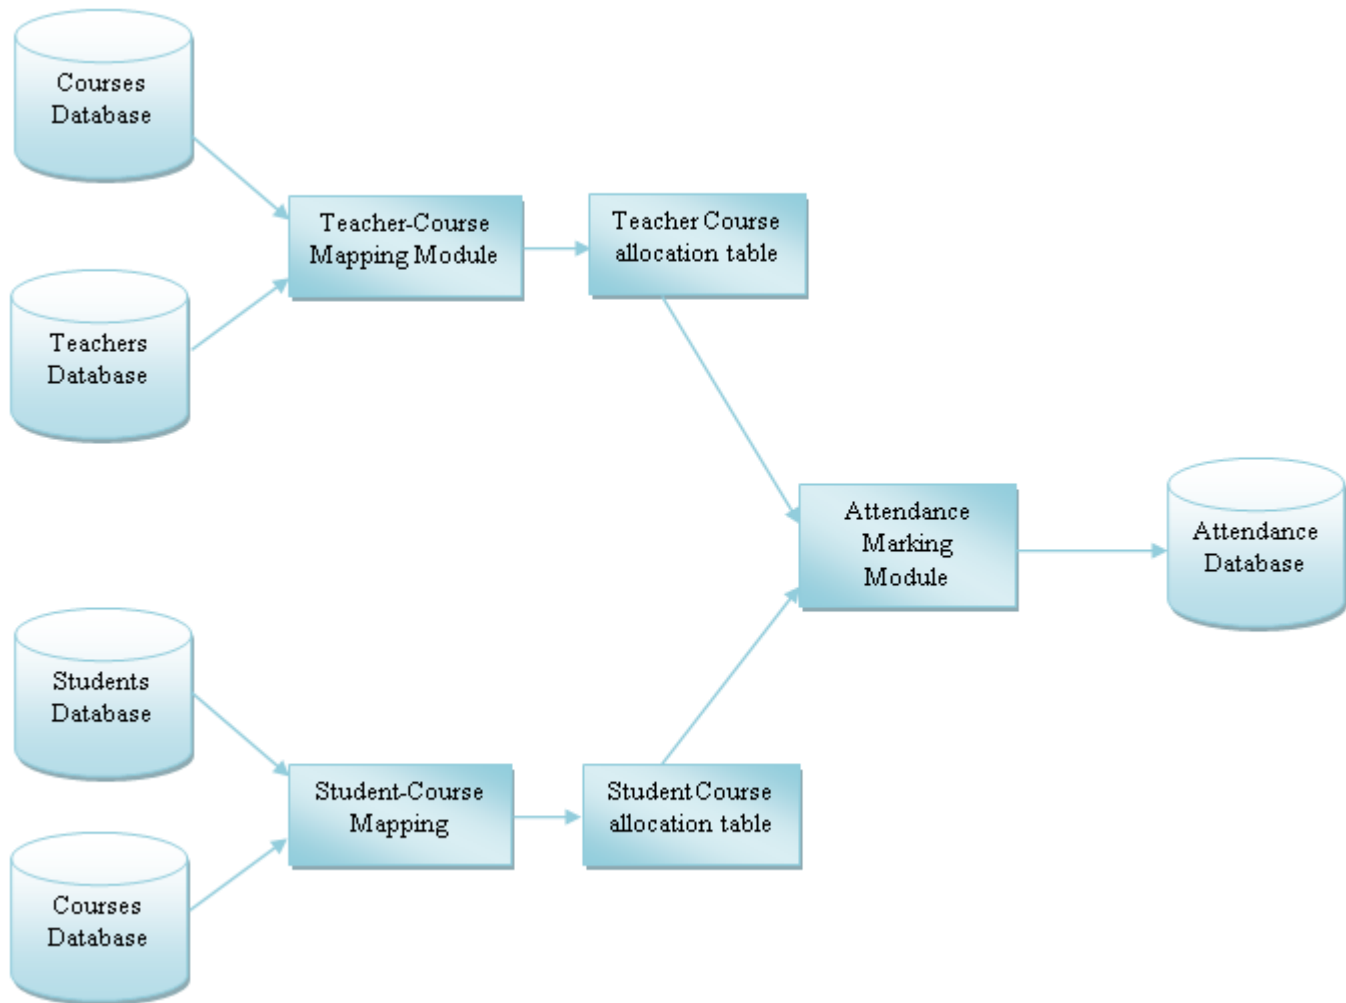 Courses
Database
Teacher-Course
Mapping Module
Teacher Course
allocation table
Teachers
Database
Attendance
Marking
Module
Attendance
Database
Students
Database
Student-Course
Mapping
Student Course
allocation table
Courses
Database